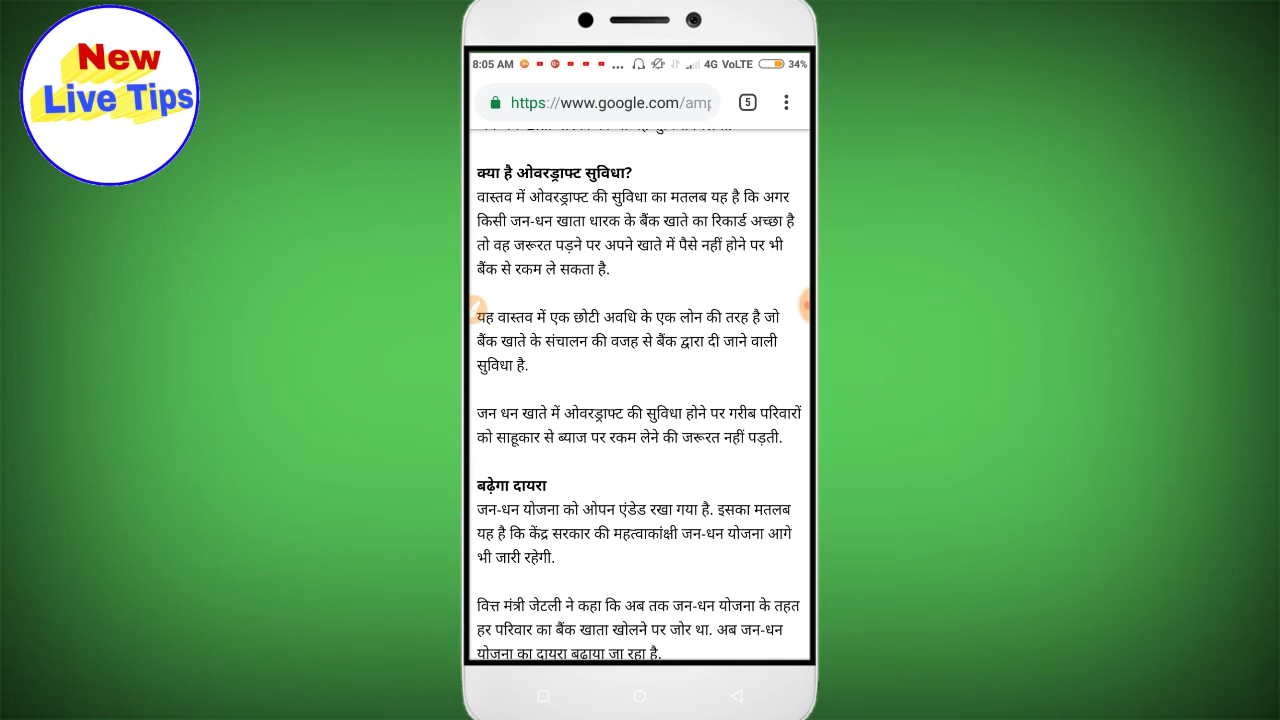 New
Live Tips
8:05 AM ... 4G VoLTE 34%
https://www.google.com/amp
5
क्या है ओवरड्राफ्ट सुविधा?
वास्तव में ओवरड्राफ्ट की सुविधा का मतलब यह है कि अगर
किसी जन-धन खाता धारक के बैंक खाते का रिकार्ड अच्छा है
तो वह जरूरत पड़ने पर अपने खाते में पैसे नहीं होने पर भी
बैंक से रकम ले सकता है.
यह वास्तव में एक छोटी अवधि के एक लोन की तरह है जो
बैंक खाते के संचालन की वजह से बैंक द्वारा दी जाने वाली
सुविधा है.
जन धन खाते में ओवरड्राफ्ट की सुविधा होने पर गरीब परिवारों
को साहूकार से ब्याज पर रकम लेने की जरूरत नहीं पड़ती.
बढ़ेगा दायरा
जन-धन योजना को ओपन एंडेड रखा गया है. इसका मतलब
यह है कि केंद्र सरकार की महत्वाकांक्षी जन-धन योजना आगे
भी जारी रहेगी.
वित्त मंत्री जेटली ने कहा कि अब तक जन-धन योजना के तहत
हर परिवार का बैंक खाता खोलने पर जोर था. अब जन-धन
योजना का दायरा बढ़ाया जा रहा है.